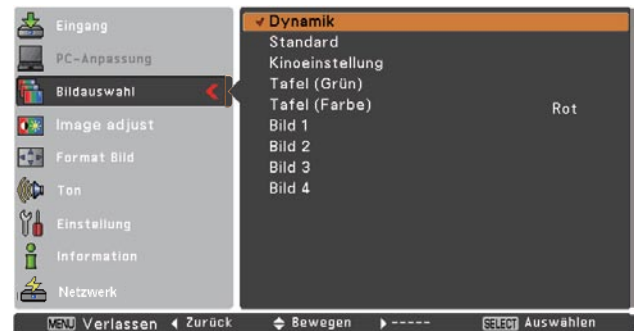 Eingang
PC-Anpassung
Bildauswahl
Image adjust
Format Bild
Ton
Einstellung
Information
Netzwerk
Dynamik
Standard
Kinoeinstellung
Tafel (Grün)
Tafel (Farbe) Rot
Bild 1
Bild 2
Bild 3
Bild 4
MENU Verlassen Zurück Bewegen ----- SELECT Auswählen